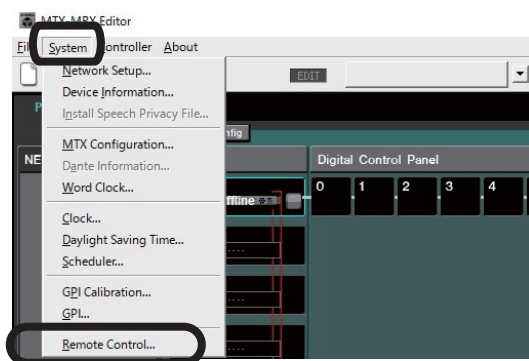 MTX-MRX Editor
System Controller About
EDIT
Network Setup...
Device Information...
Install Speech Privacy File...
MTX Configuration...
Dante Information...
Word Clock...
Clock...
Daylight Saving Time...
Scheduler...
GPI Calibration...
GPI...
Remote Control...
Digital Control Panel
0 1 2 3 4